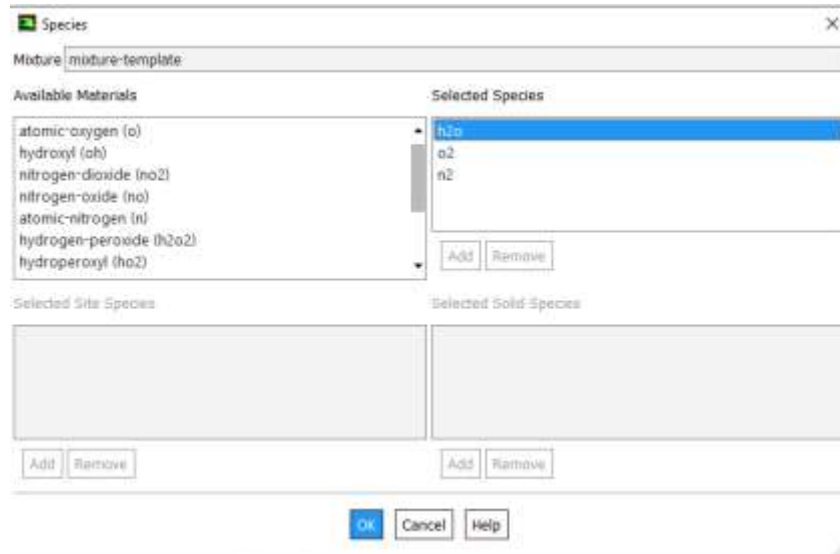 Species
Mixture mixture-template
Available Materials
atomic-oxygen (o)
hydroxyl (oh)
nitrogen-dioxide (no2)
nitrogen-oxide (no)
atomic-nitrogen (n)
hydrogen-peroxide (h2o2)
hydroperoxyl (ho2)
Selected Species
h2o
o2
n2
Add Remove
Selected Site Species
Add Remove
Selected Solid Species
Add Remove
OK Cancel Help